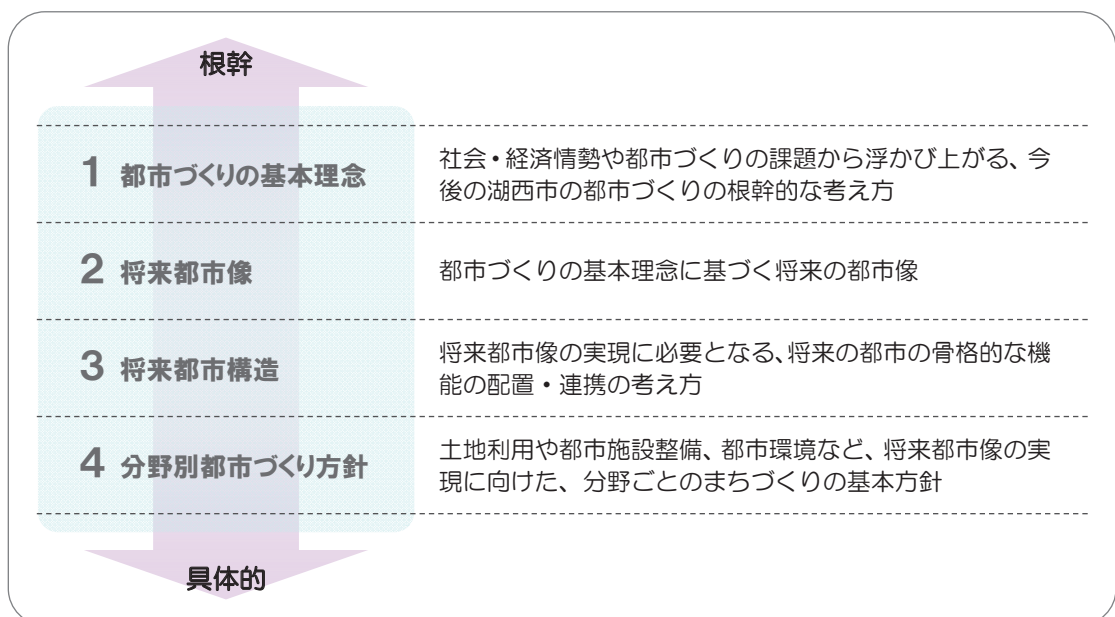 根幹
1 都市づくりの基本理念
社会・経済情勢や都市づくりの課題から浮かび上がる、今
後の湖西市の都市づくりの根幹的な考え方
2 将来都市像
都市づくりの基本理念に基づく将来の都市像
3 将来都市構造
将来都市像の実現に必要となる、将来の都市の骨格的な機
能の配置・連携の考え方
4 分野別都市づくり方針
土地利用や都市施設整備、都市環境など、将来都市像の実
現に向けた、分野ごとのまちづくりの基本方針
具体的